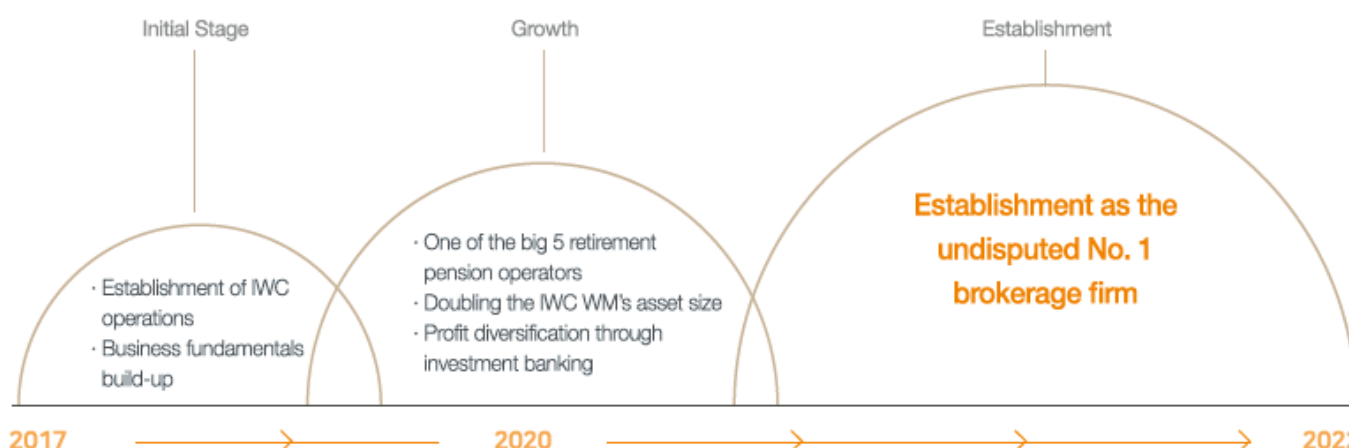 Initial Stage
Growth
Establishment
· Establishment of IWC
operations
· Business fundamentals
build-up
· One of the big 5 retirement
pension operators
· Doubling the IWC WM's asset size
· Profit diversification through
investment banking
Establishment as the
undisputed No. 1
brokerage firm
2017
2020